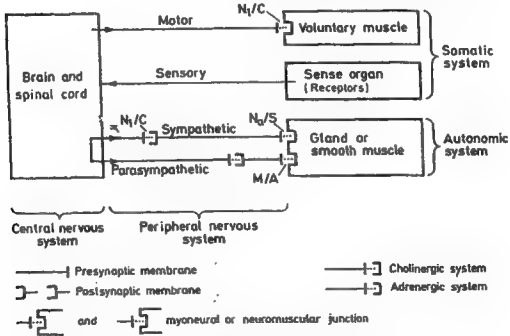 N₁/C
Motor
Voluntary muscle
Somatic
system
Brain and
spinal cord
Sensory
Sense organ
(Receptors)
N₁/C
Sympathetic
Nα/S
Gland or
smooth muscle
Autonomic
system
Parasympathetic
M/A
Central nervous
system
Peripheral nervous
system
Presynaptic membrane
Postsynaptic membrane
and
myoneural or neuromuscular junction
Cholinergic system
Adrenergic system